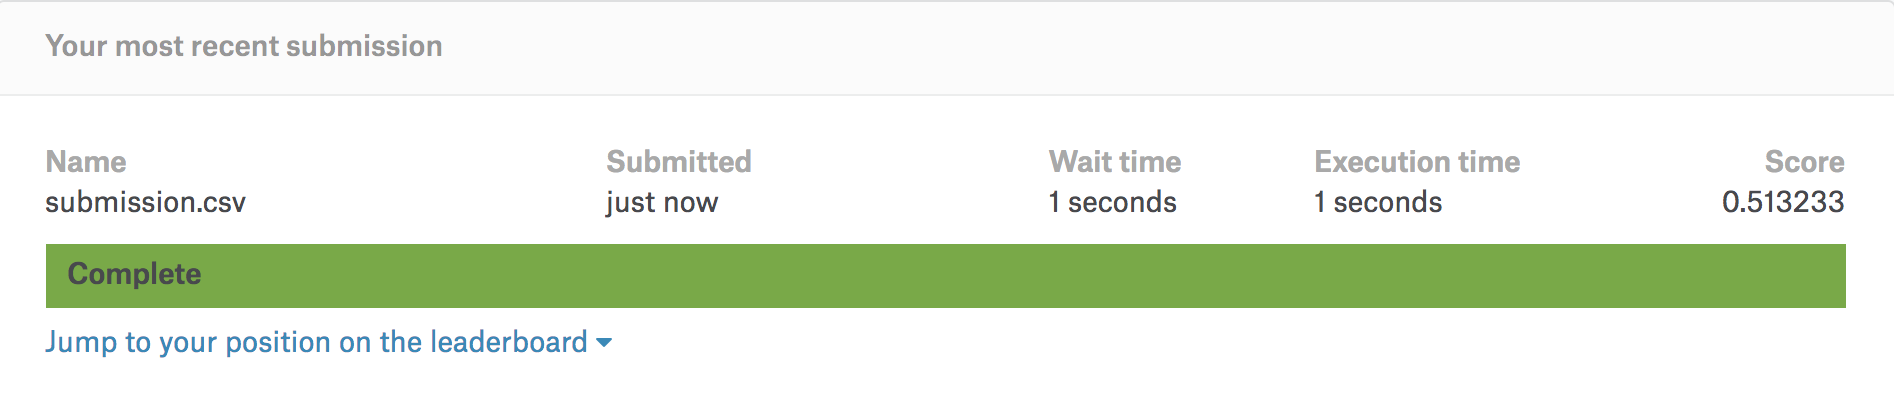 Your most recent submission
Name Submitted Wait time Execution time Score
submission.csv just now 1 seconds 1 seconds 0.513233
Complete
Jump to your position on the leaderboard